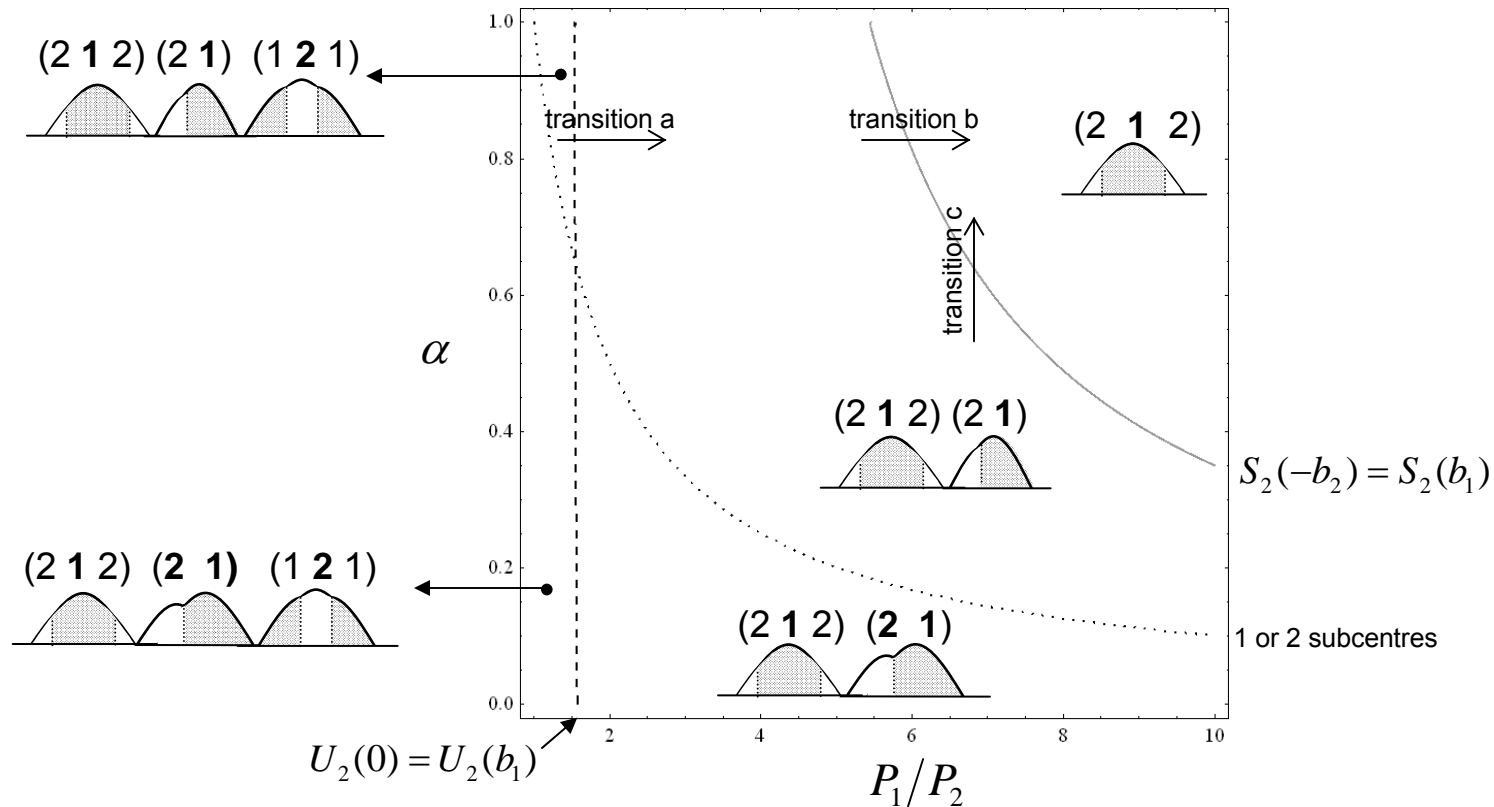 (2 1 2) (2 1) (1 2 1)
1.0
transition a
transition b
(2 1 2)
0.8
transition c
0.6
α
0.4
(2 1 2) (2 1)
S₂(−b₂) = S₂(b₁)
(2 1 2) (2 1) (1 2 1)
0.2
(2 1 2) (2 1)
1 or 2 subcentres
0.0
2 4 6 8 10
U₂(0) = U₂(b₁)
P₁/P₂